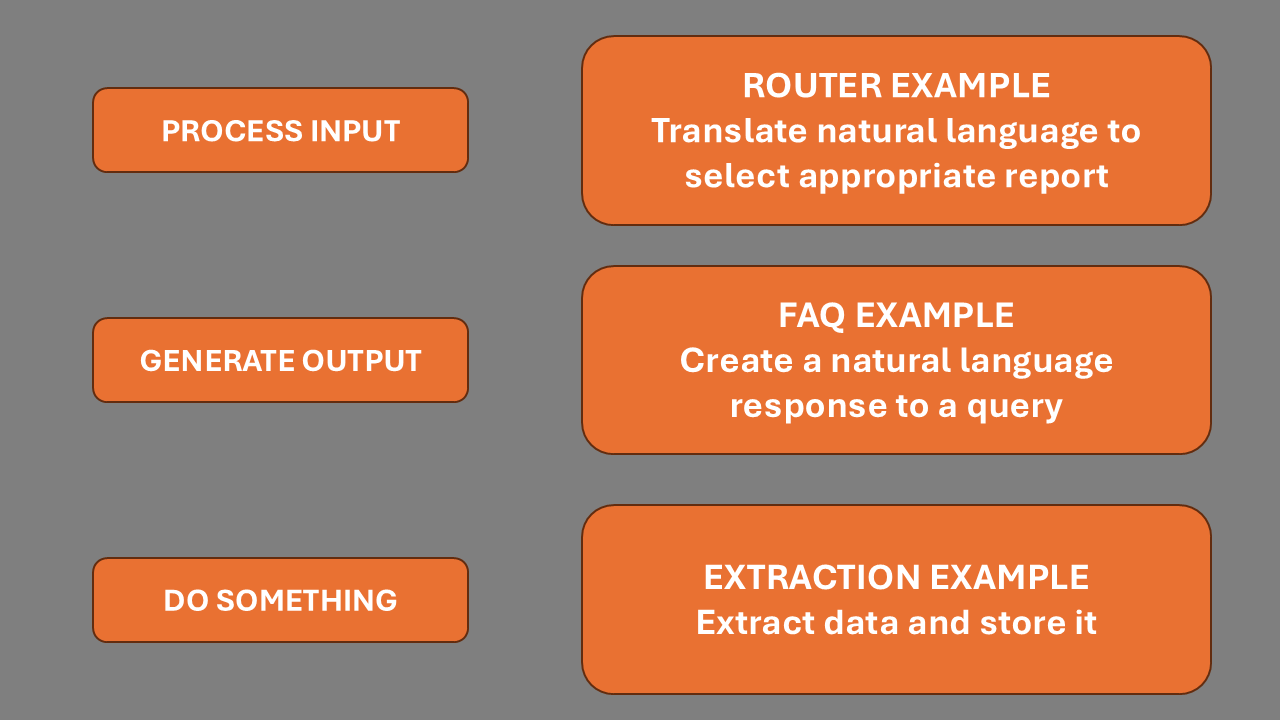 PROCESS INPUT
ROUTER EXAMPLE
Translate natural language to
select appropriate report
GENERATE OUTPUT
FAQ EXAMPLE
Create a natural language
response to a query
DO SOMETHING
EXTRACTION EXAMPLE
Extract data and store it